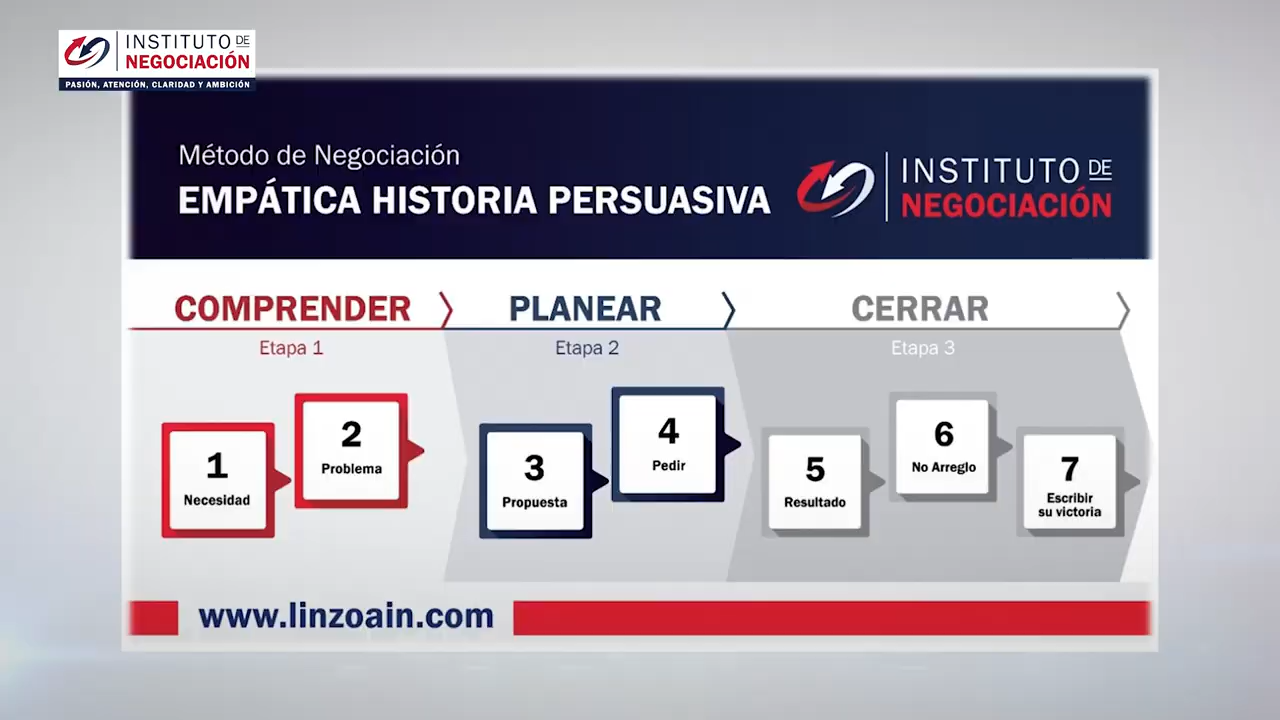 INSTITUTO DE
NEGOCIACIÓN
PASIÓN, ATENCIÓN, CLARIDAD Y AMBICIÓN
Método de Negociación
EMPÁTICA HISTORIA PERSUASIVA
INSTITUTO DE
NEGOCIACIÓN
COMPRENDER
PLANEAR
CERRAR
Etapa 1
Etapa 2
Etapa 3
1
Necesidad
2
Problema
3
Propuesta
4
Pedir
5
Resultado
6
No Arreglo
7
Escribir
su victoria
www.linzoain.com